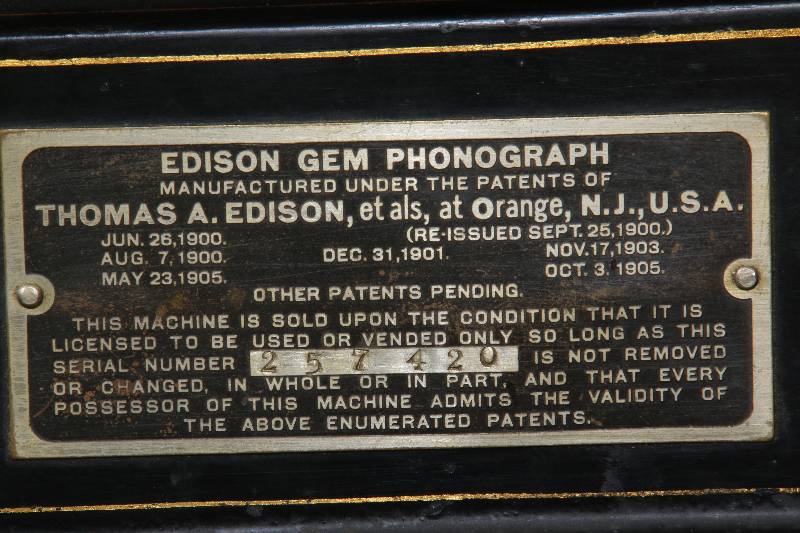 EDISON GEM PHONOGRAPH
MANUFACTURED UNDER THE PATENTS OF
THOMAS A. EDISON, et als, at Orange, N.J., U.S.A.
JUN. 26,1900. (RE-ISSUED SEPT. 25,1900.)
AUG. 7,1900. DEC. 31,1901. NOV. 17,1903.
MAY 23,1905. OCT. 3, 1905.
OTHER PATENTS PENDING.
THIS MACHINE IS SOLD UPON THE CONDITION THAT IT IS
LICENSED TO BE USED OR VENDED ONLY SO LONG AS THIS
SERIAL NUMBER 257420 IS NOT REMOVED
OR CHANGED, IN WHOLE OR IN PART, AND THAT EVERY
POSSESSOR OF THIS MACHINE ADMITS THE VALIDITY OF
THE ABOVE ENUMERATED PATENTS.